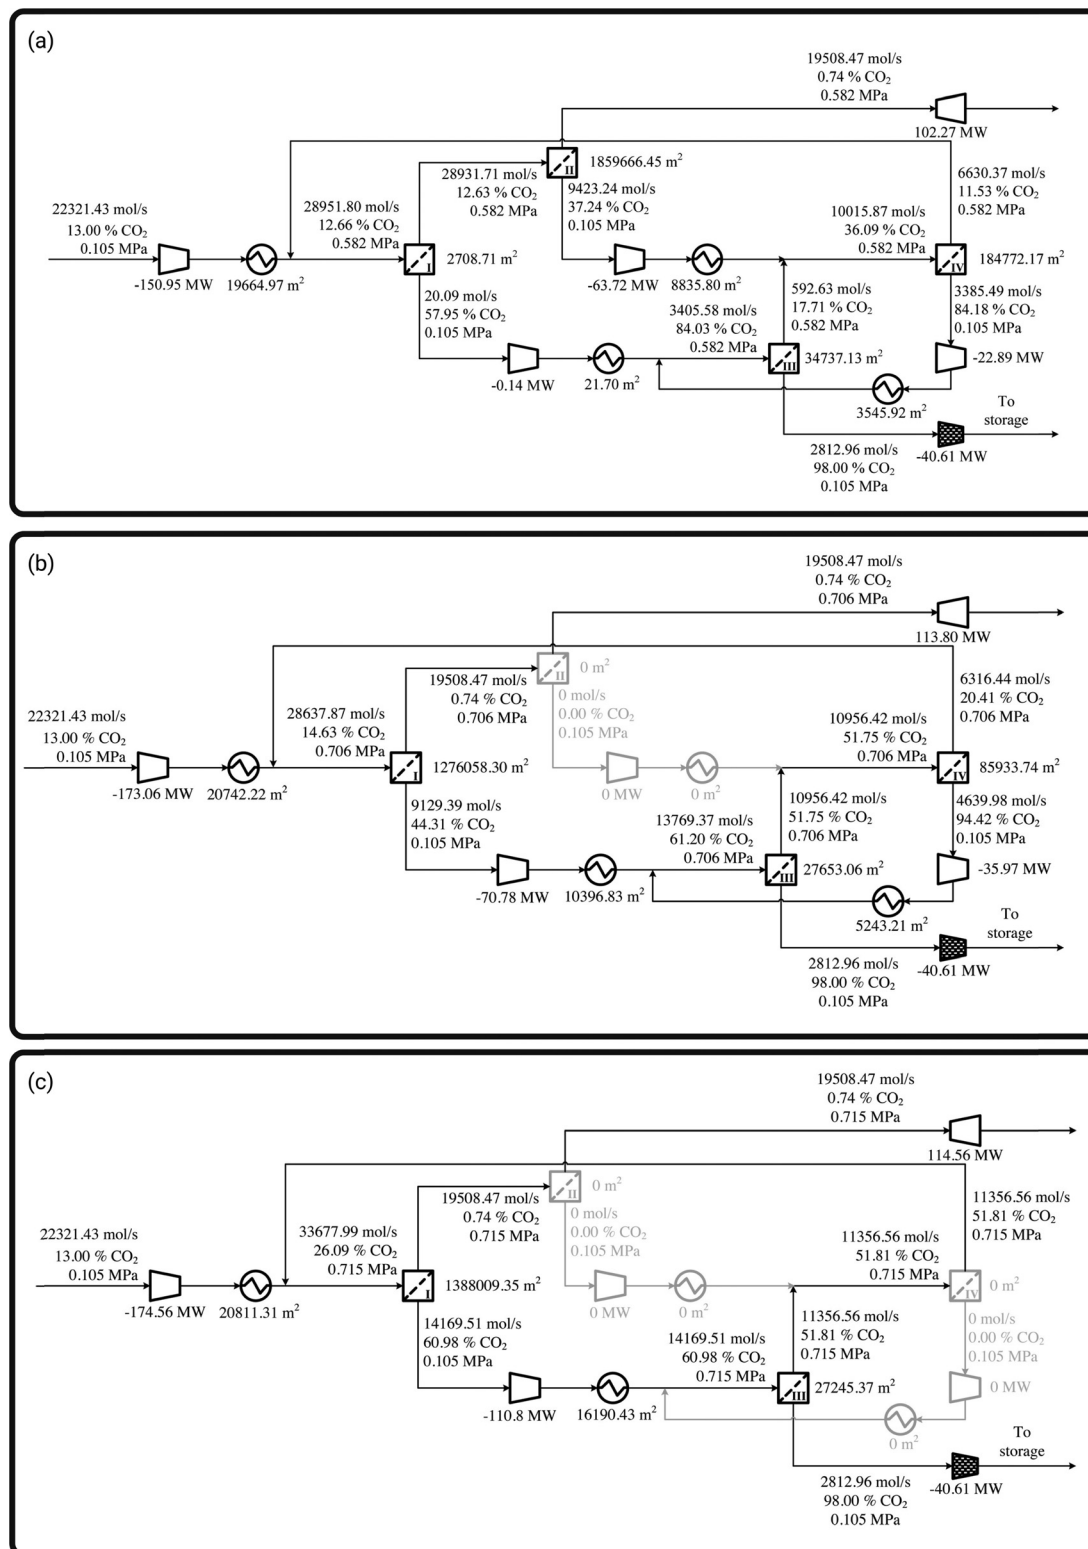 (a)
19508.47 mol/s
0.74 % CO₂
0.582 MPa
102.27 MW
II
1859666.45 m²
28931.71 mol/s
12.63 % CO₂
0.582 MPa
9423.24 mol/s
37.24 % CO₂
0.105 MPa
6630.37 mol/s
11.53 % CO₂
0.582 MPa
22321.43 mol/s
13.00 % CO₂
0.105 MPa
28951.80 mol/s
12.66 % CO₂
0.582 MPa
10015.87 mol/s
36.09 % CO₂
0.582 MPa
-150.95 MW
19664.97 m²
I
2708.71 m²
-63.72 MW
8835.80 m²
IV
184772.17 m²
20.09 mol/s
57.95 % CO₂
0.105 MPa
3405.58 mol/s
84.03 % CO₂
0.582 MPa
592.63 mol/s
17.71 % CO₂
0.582 MPa
3385.49 mol/s
84.18 % CO₂
0.105 MPa
-0.14 MW
21.70 m²
III
34737.13 m²
-22.89 MW
3545.92 m²
To
storage
2812.96 mol/s
98.00 % CO₂
0.105 MPa
-40.61 MW
(b)
19508.47 mol/s
0.74 % CO₂
0.706 MPa
113.80 MW
II
0 m²
19508.47 mol/s
0.74 % CO₂
0.706 MPa
0 mol/s
0.00 % CO₂
0.105 MPa
6316.44 mol/s
20.41 % CO₂
0.706 MPa
22321.43 mol/s
13.00 % CO₂
0.105 MPa
28637.87 mol/s
14.63 % CO₂
0.706 MPa
10956.42 mol/s
51.75 % CO₂
0.706 MPa
-173.06 MW
20742.22 m²
I
1276058.30 m²
0 MW
0 m²
IV
85933.74 m²
9129.39 mol/s
44.31 % CO₂
0.105 MPa
13769.37 mol/s
61.20 % CO₂
0.706 MPa
10956.42 mol/s
51.75 % CO₂
0.706 MPa
4639.98 mol/s
94.42 % CO₂
0.105 MPa
-70.78 MW
10396.83 m²
III
27653.06 m²
-35.97 MW
5243.21 m²
To
storage
2812.96 mol/s
98.00 % CO₂
0.105 MPa
-40.61 MW
(c)
19508.47 mol/s
0.74 % CO₂
0.715 MPa
114.56 MW
II
0 m²
19508.47 mol/s
0.74 % CO₂
0.715 MPa
0 mol/s
0.00 % CO₂
0.105 MPa
11356.56 mol/s
51.81 % CO₂
0.715 MPa
22321.43 mol/s
13.00 % CO₂
0.105 MPa
33677.99 mol/s
26.09 % CO₂
0.715 MPa
11356.56 mol/s
51.81 % CO₂
0.715 MPa
-174.56 MW
20811.31 m²
I
1388009.35 m²
0 MW
0 m²
IV
0 m²
14169.51 mol/s
60.98 % CO₂
0.105 MPa
14169.51 mol/s
60.98 % CO₂
0.715 MPa
11356.56 mol/s
51.81 % CO₂
0.715 MPa
0 mol/s
0.00 % CO₂
0.105 MPa
-110.8 MW
16190.43 m²
III
27245.37 m²
0 MW
0 m²
To
storage
2812.96 mol/s
98.00 % CO₂
0.105 MPa
-40.61 MW